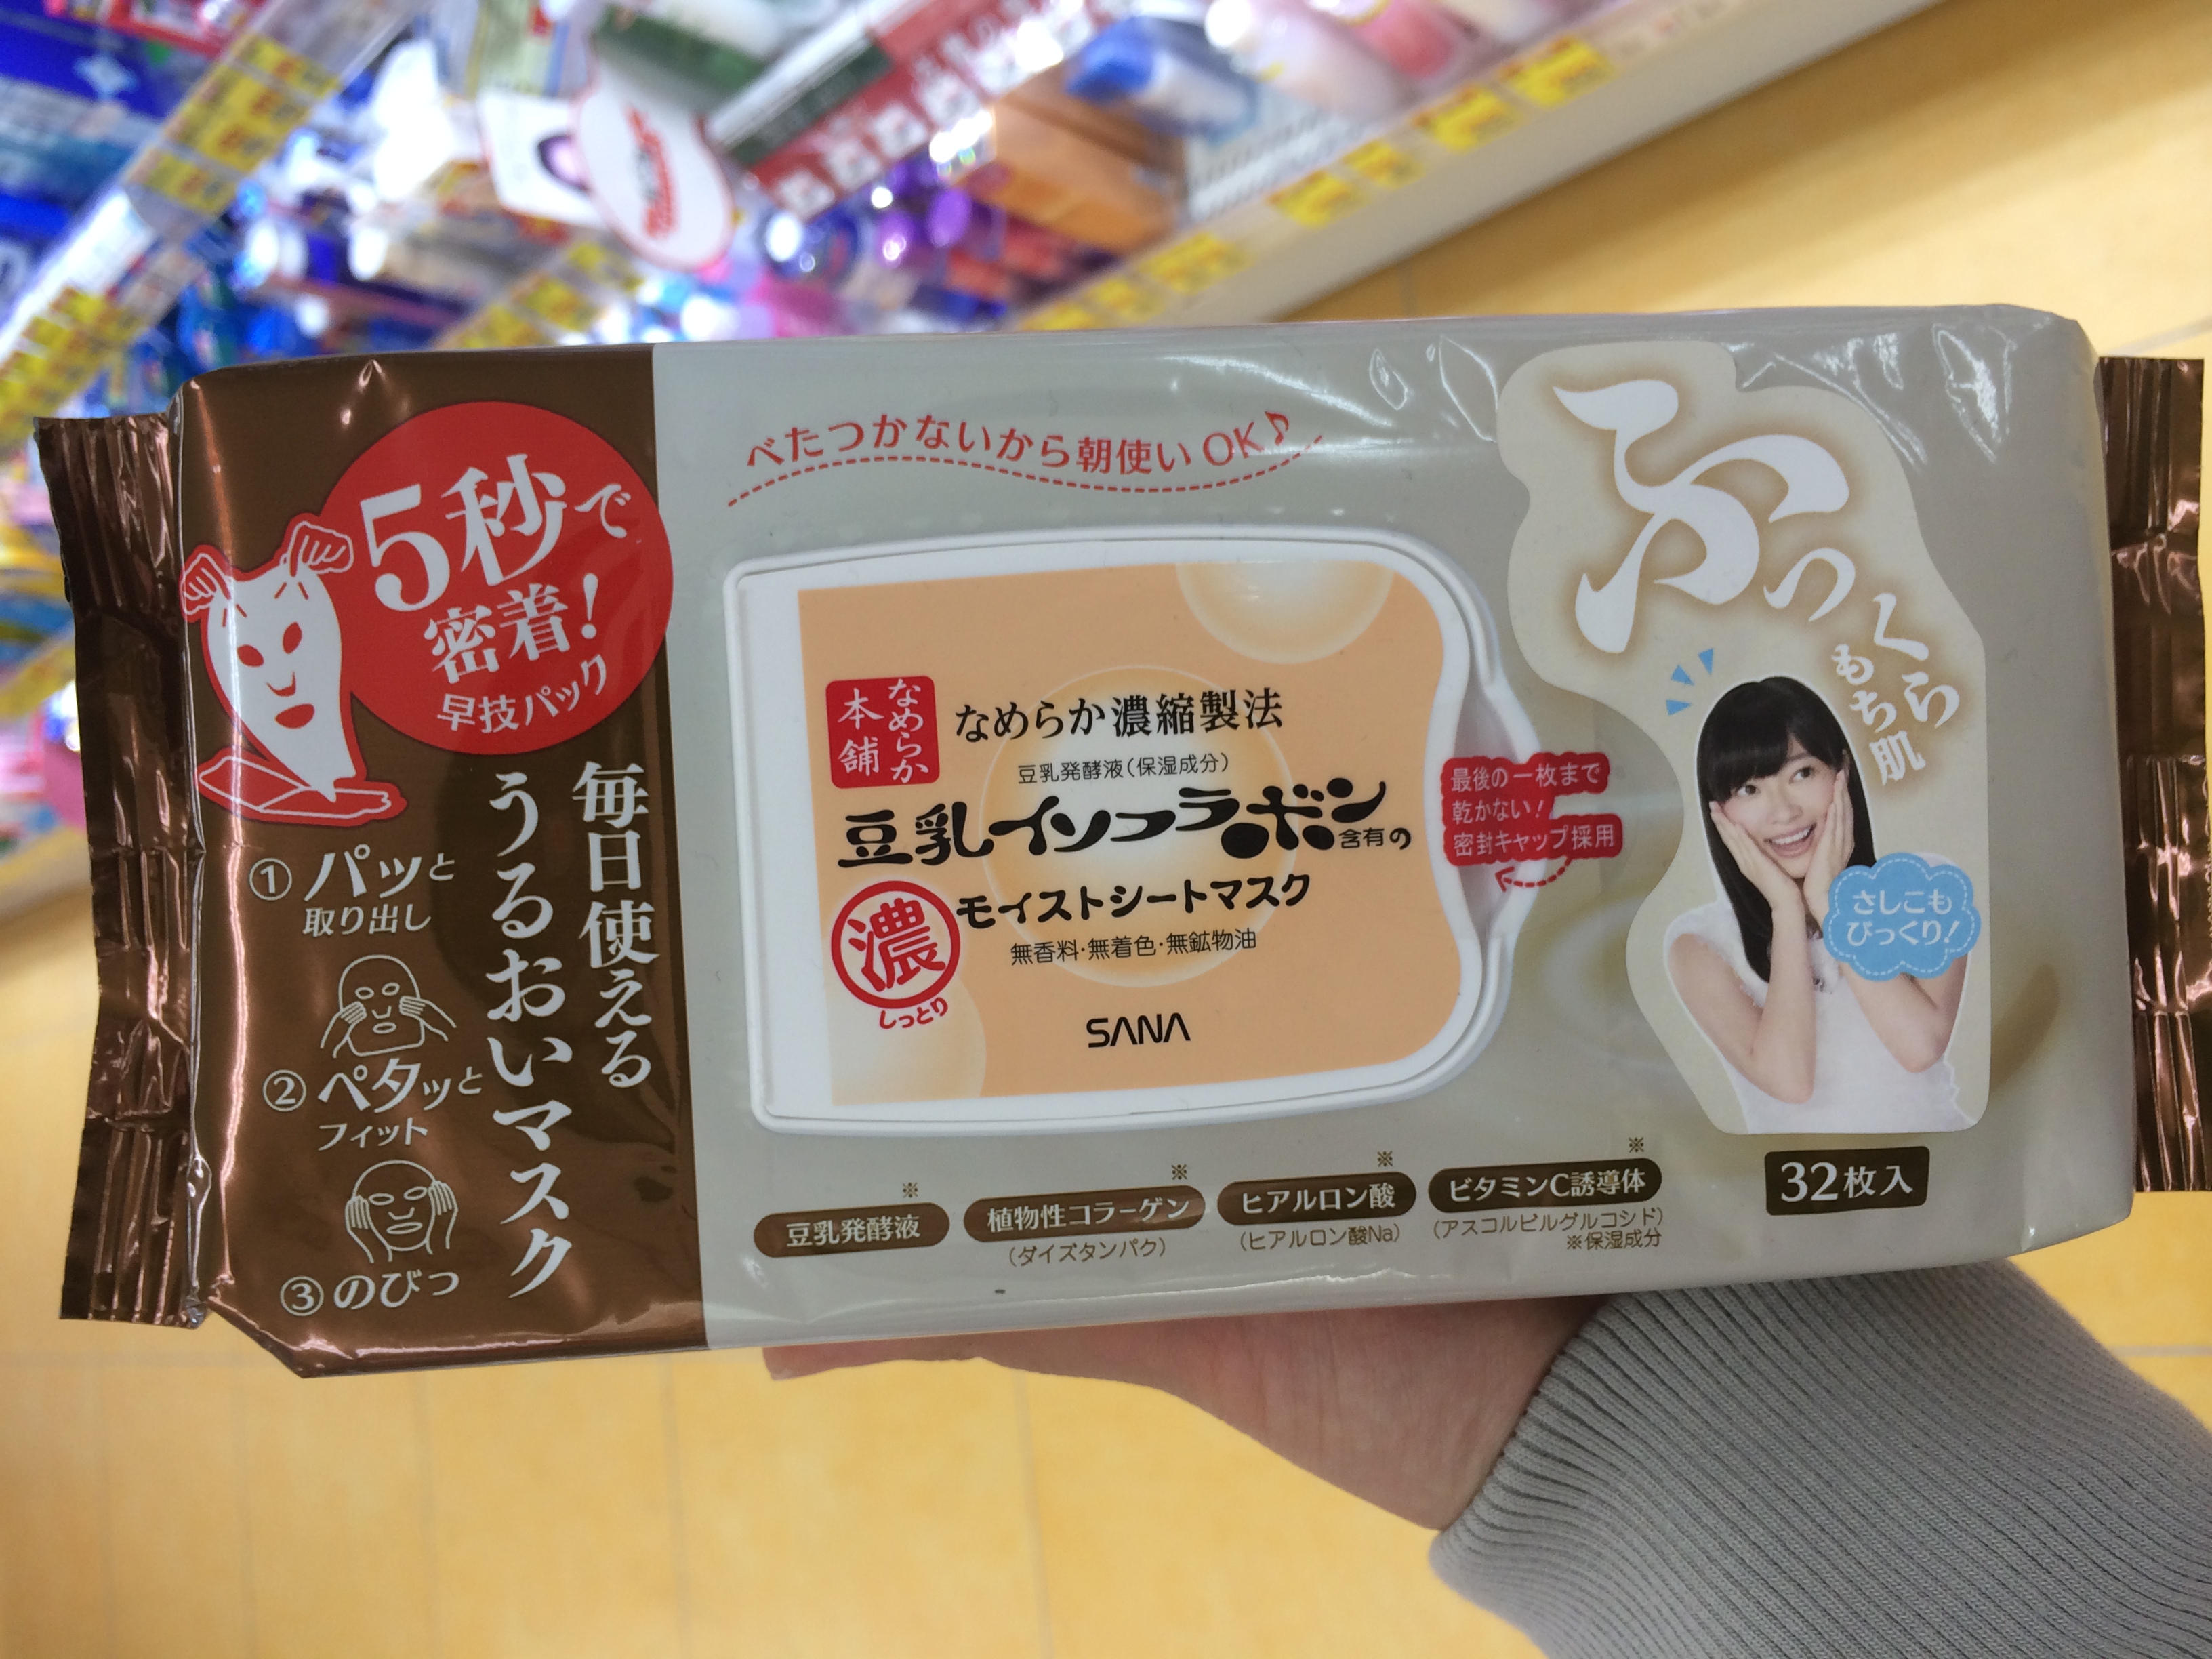 5秒で
密着!
早技パック
毎日使える
うるおいマスク
①パッと
取り出し
②ペタッと
フィット
③のびっ
べたつかないから朝使いOK♪
なめらか
本舗
なめらか濃縮製法
豆乳発酵液(保湿成分)
豆乳イソフラボン含有の
濃
しっとり
モイストシートマスク
無香料・無着色・無鉱物油
SANA
最後の一枚まで
乾かない!
密封キャップ採用
ふっくら
もち肌
さしこも
びっくり!
豆乳発酵液※
植物性コラーゲン※
(ダイズタンパク)
ヒアルロン酸※
(ヒアルロン酸Na)
ビタミンC誘導体※
(アスコルビルグルコシド)
※保湿成分
32枚入